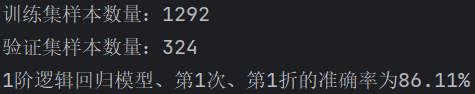 训练集样本数量：1292
验证集样本数量：324
1阶逻辑回归模型、第1次、第1折的准确率为86.11%